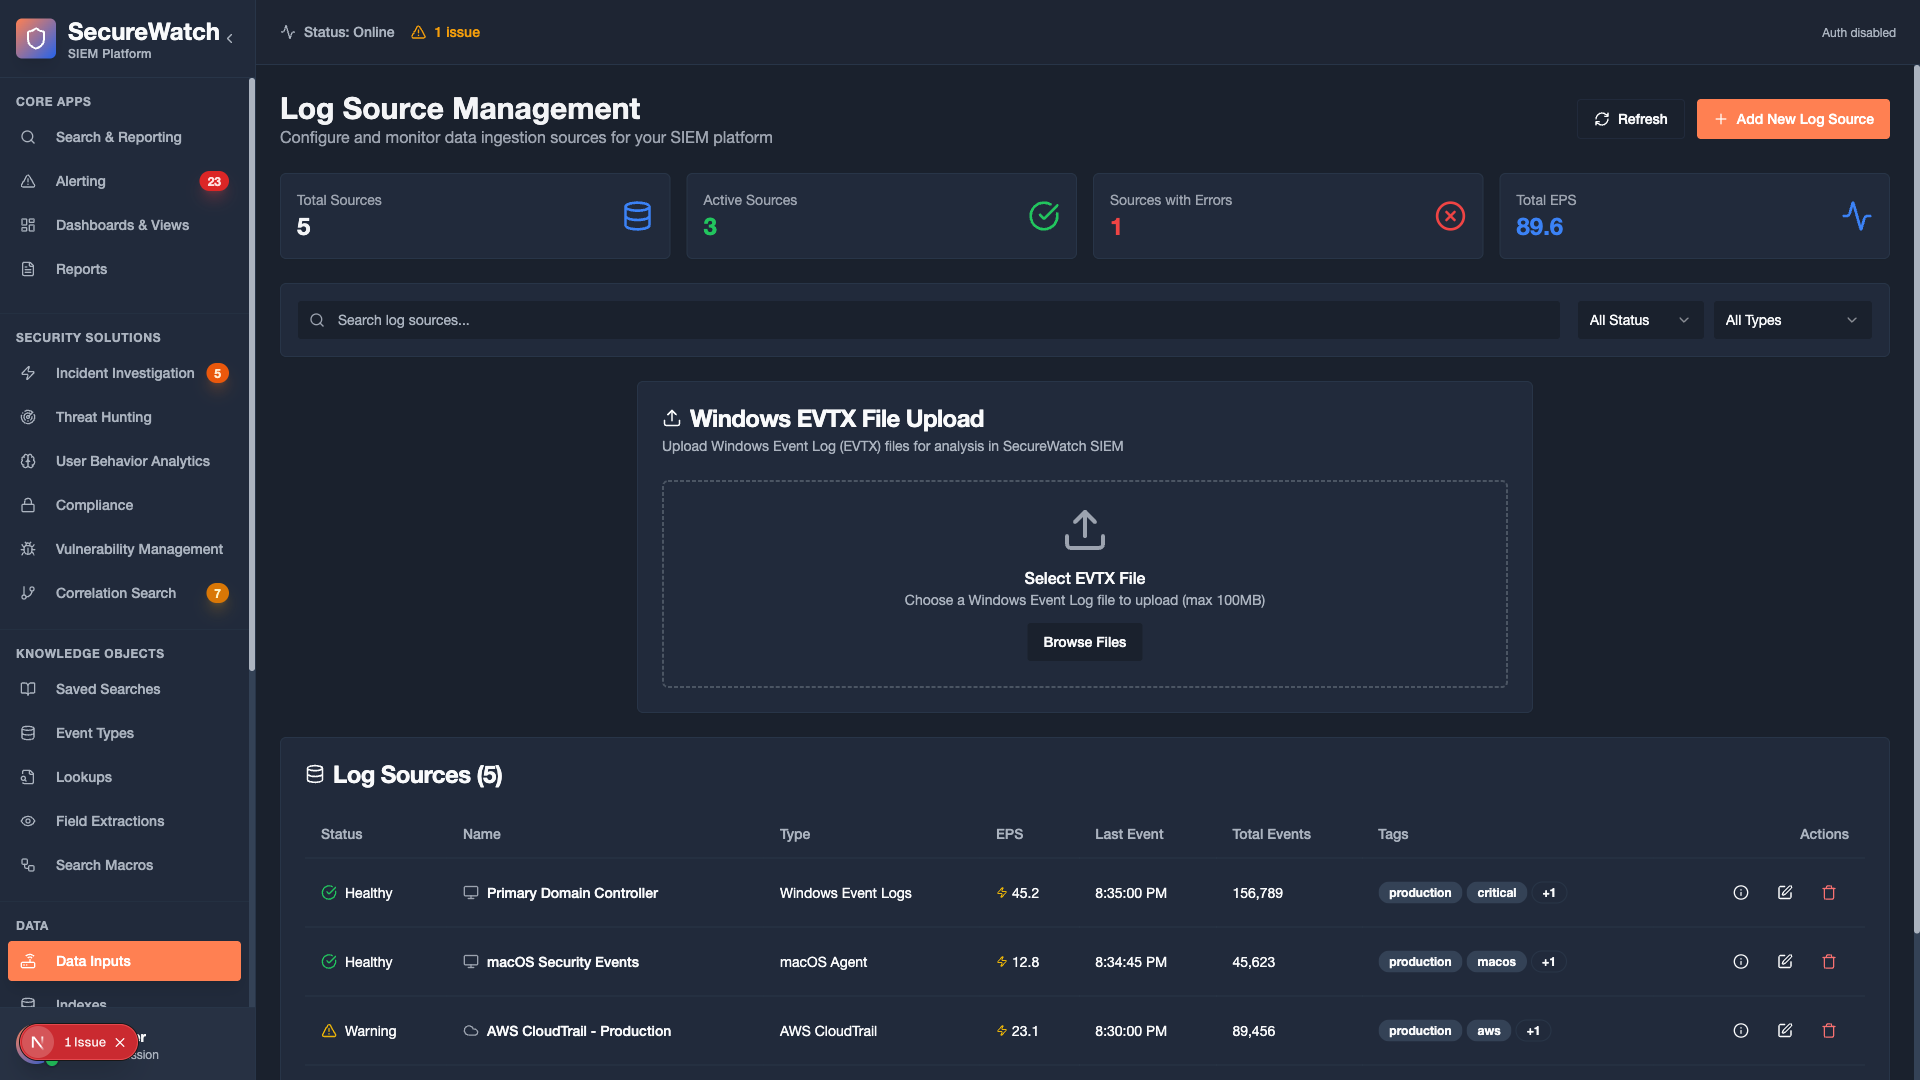 SecureWatch
SIEM Platform
CORE APPS
Search & Reporting
Alerting 23
Dashboards & Views
Reports
SECURITY SOLUTIONS
Incident Investigation 5
Threat Hunting
User Behavior Analytics
Compliance
Vulnerability Management
Correlation Search 7
KNOWLEDGE OBJECTS
Saved Searches
Event Types
Lookups
Field Extractions
Search Macros
DATA
Data Inputs
Indexes
N 1 Issue
Status: Online 1 issue
Auth disabled
Log Source Management
Configure and monitor data ingestion sources for your SIEM platform
Refresh
Add New Log Source
Total Sources
5
Active Sources
3
Sources with Errors
1
Total EPS
89.6
Search log sources...
All Status
All Types
Windows EVTX File Upload
Upload Windows Event Log (EVTX) files for analysis in SecureWatch SIEM
Select EVTX File
Choose a Windows Event Log file to upload (max 100MB)
Browse Files
Log Sources (5)
Status Name Type EPS Last Event Total Events Tags Actions
Healthy Primary Domain Controller Windows Event Logs 45.2 8:35:00 PM 156,789 production critical +1
Healthy macOS Security Events macOS Agent 12.8 8:34:45 PM 45,623 production macos +1
Warning AWS CloudTrail - Production AWS CloudTrail 23.1 8:30:00 PM 89,456 production aws +1